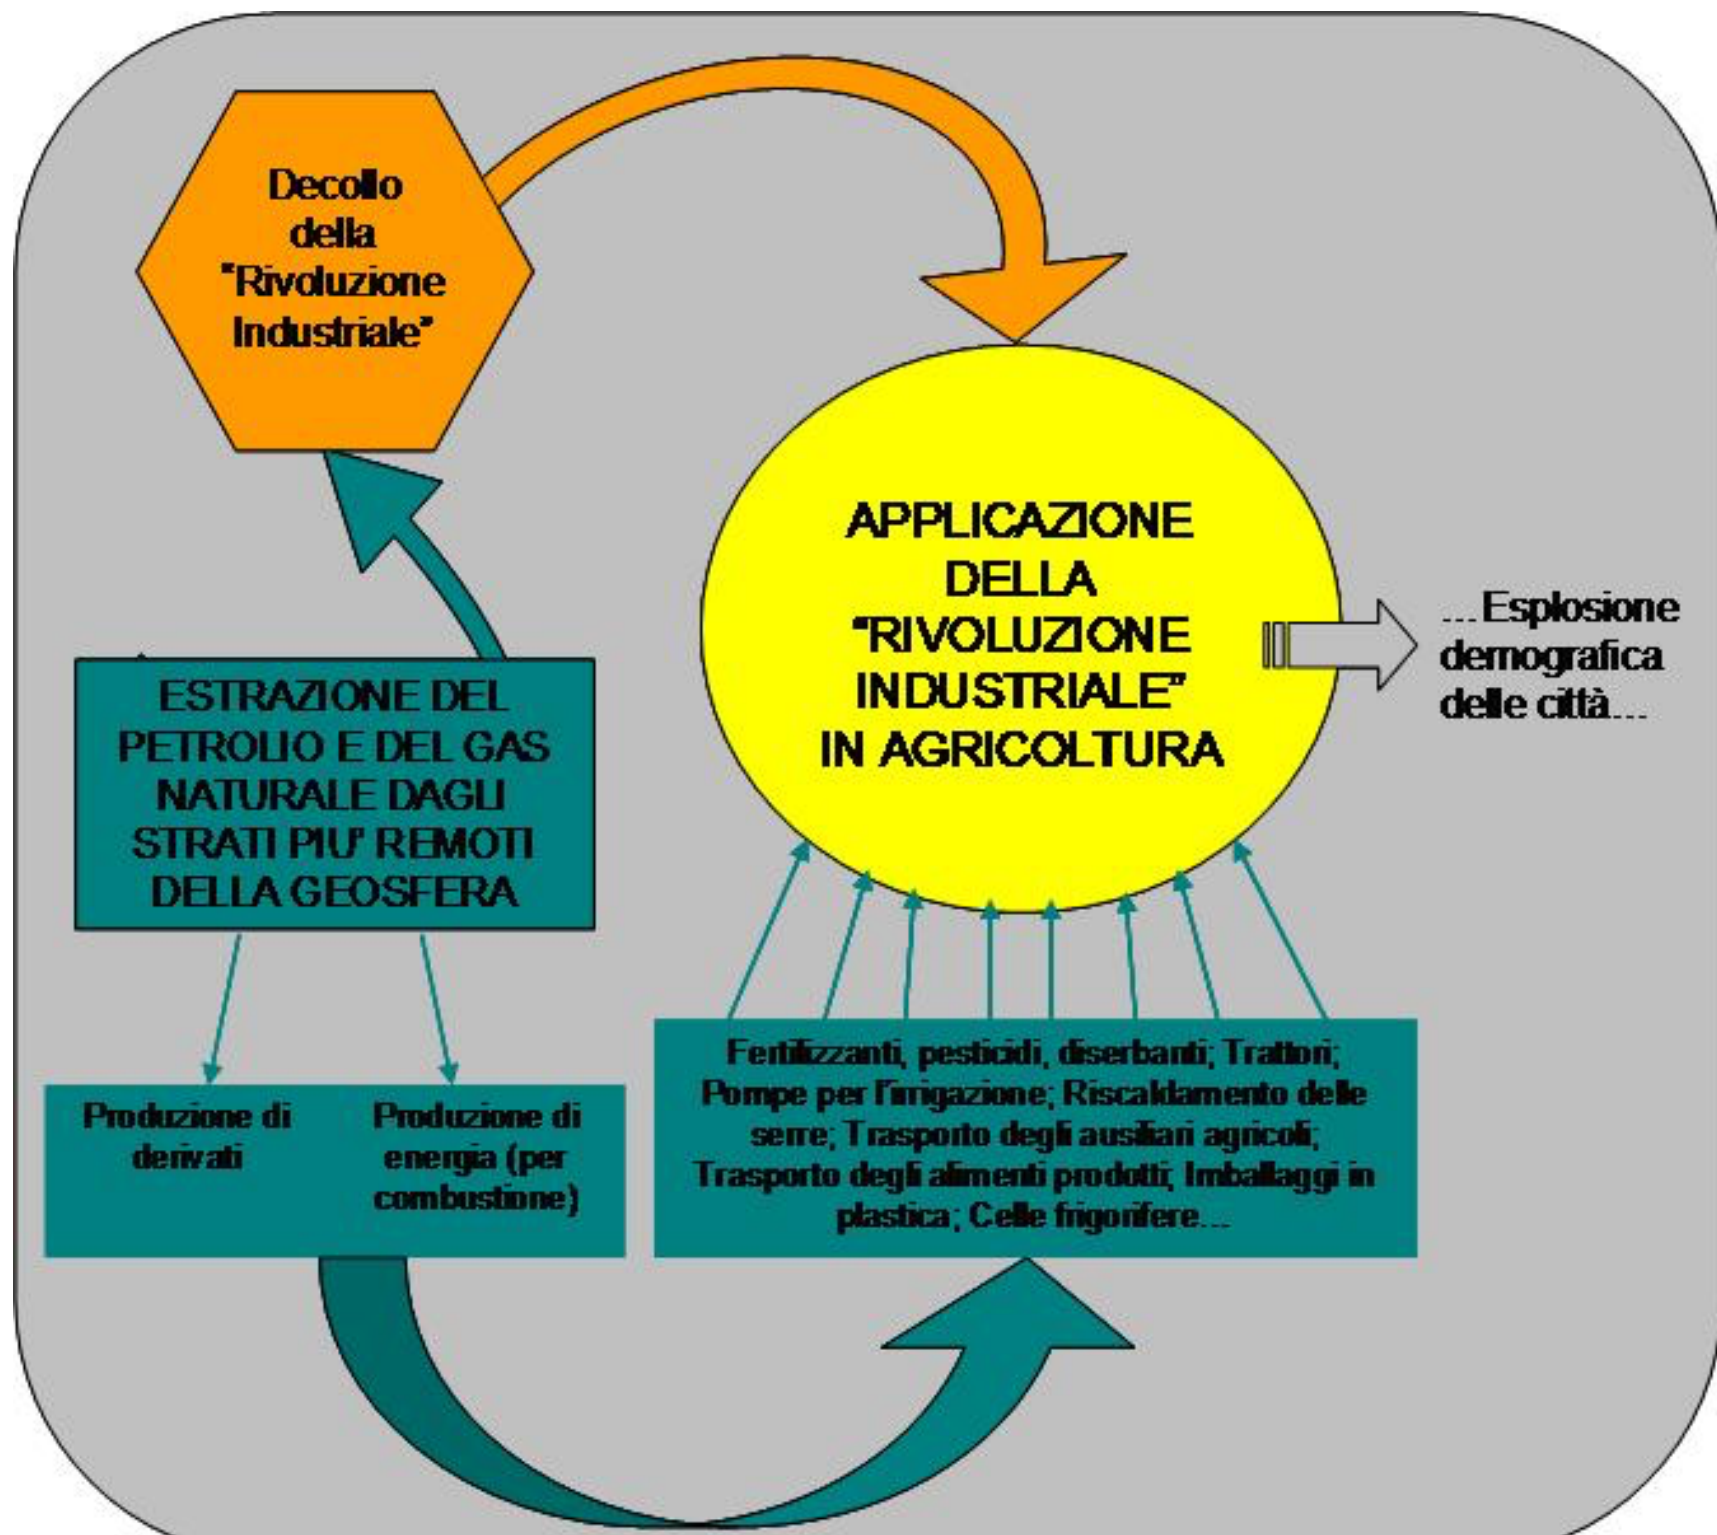 Decollo
della
"Rivoluzione
Industriale"
APPLICAZIONE
DELLA
"RIVOLUZIONE
INDUSTRIALE"
IN AGRICOLTURA
...Esplosione
demografica
delle città...
ESTRAZIONE DEL
PETROLIO E DEL GAS
NATURALE DAGLI
STRATI PIU' REMOTI
DELLA GEOSFERA
Produzione di
derivati
Produzione di
energia (per
combustione)
Fertilizzanti, pesticidi, diserbanti; Trattori;
Pompe per l'irrigazione; Riscaldamento delle
serre; Trasporto degli ausiliari agricoli;
Trasporto degli alimenti prodotti; Imballaggi in
plastica; Celle frigorifere...